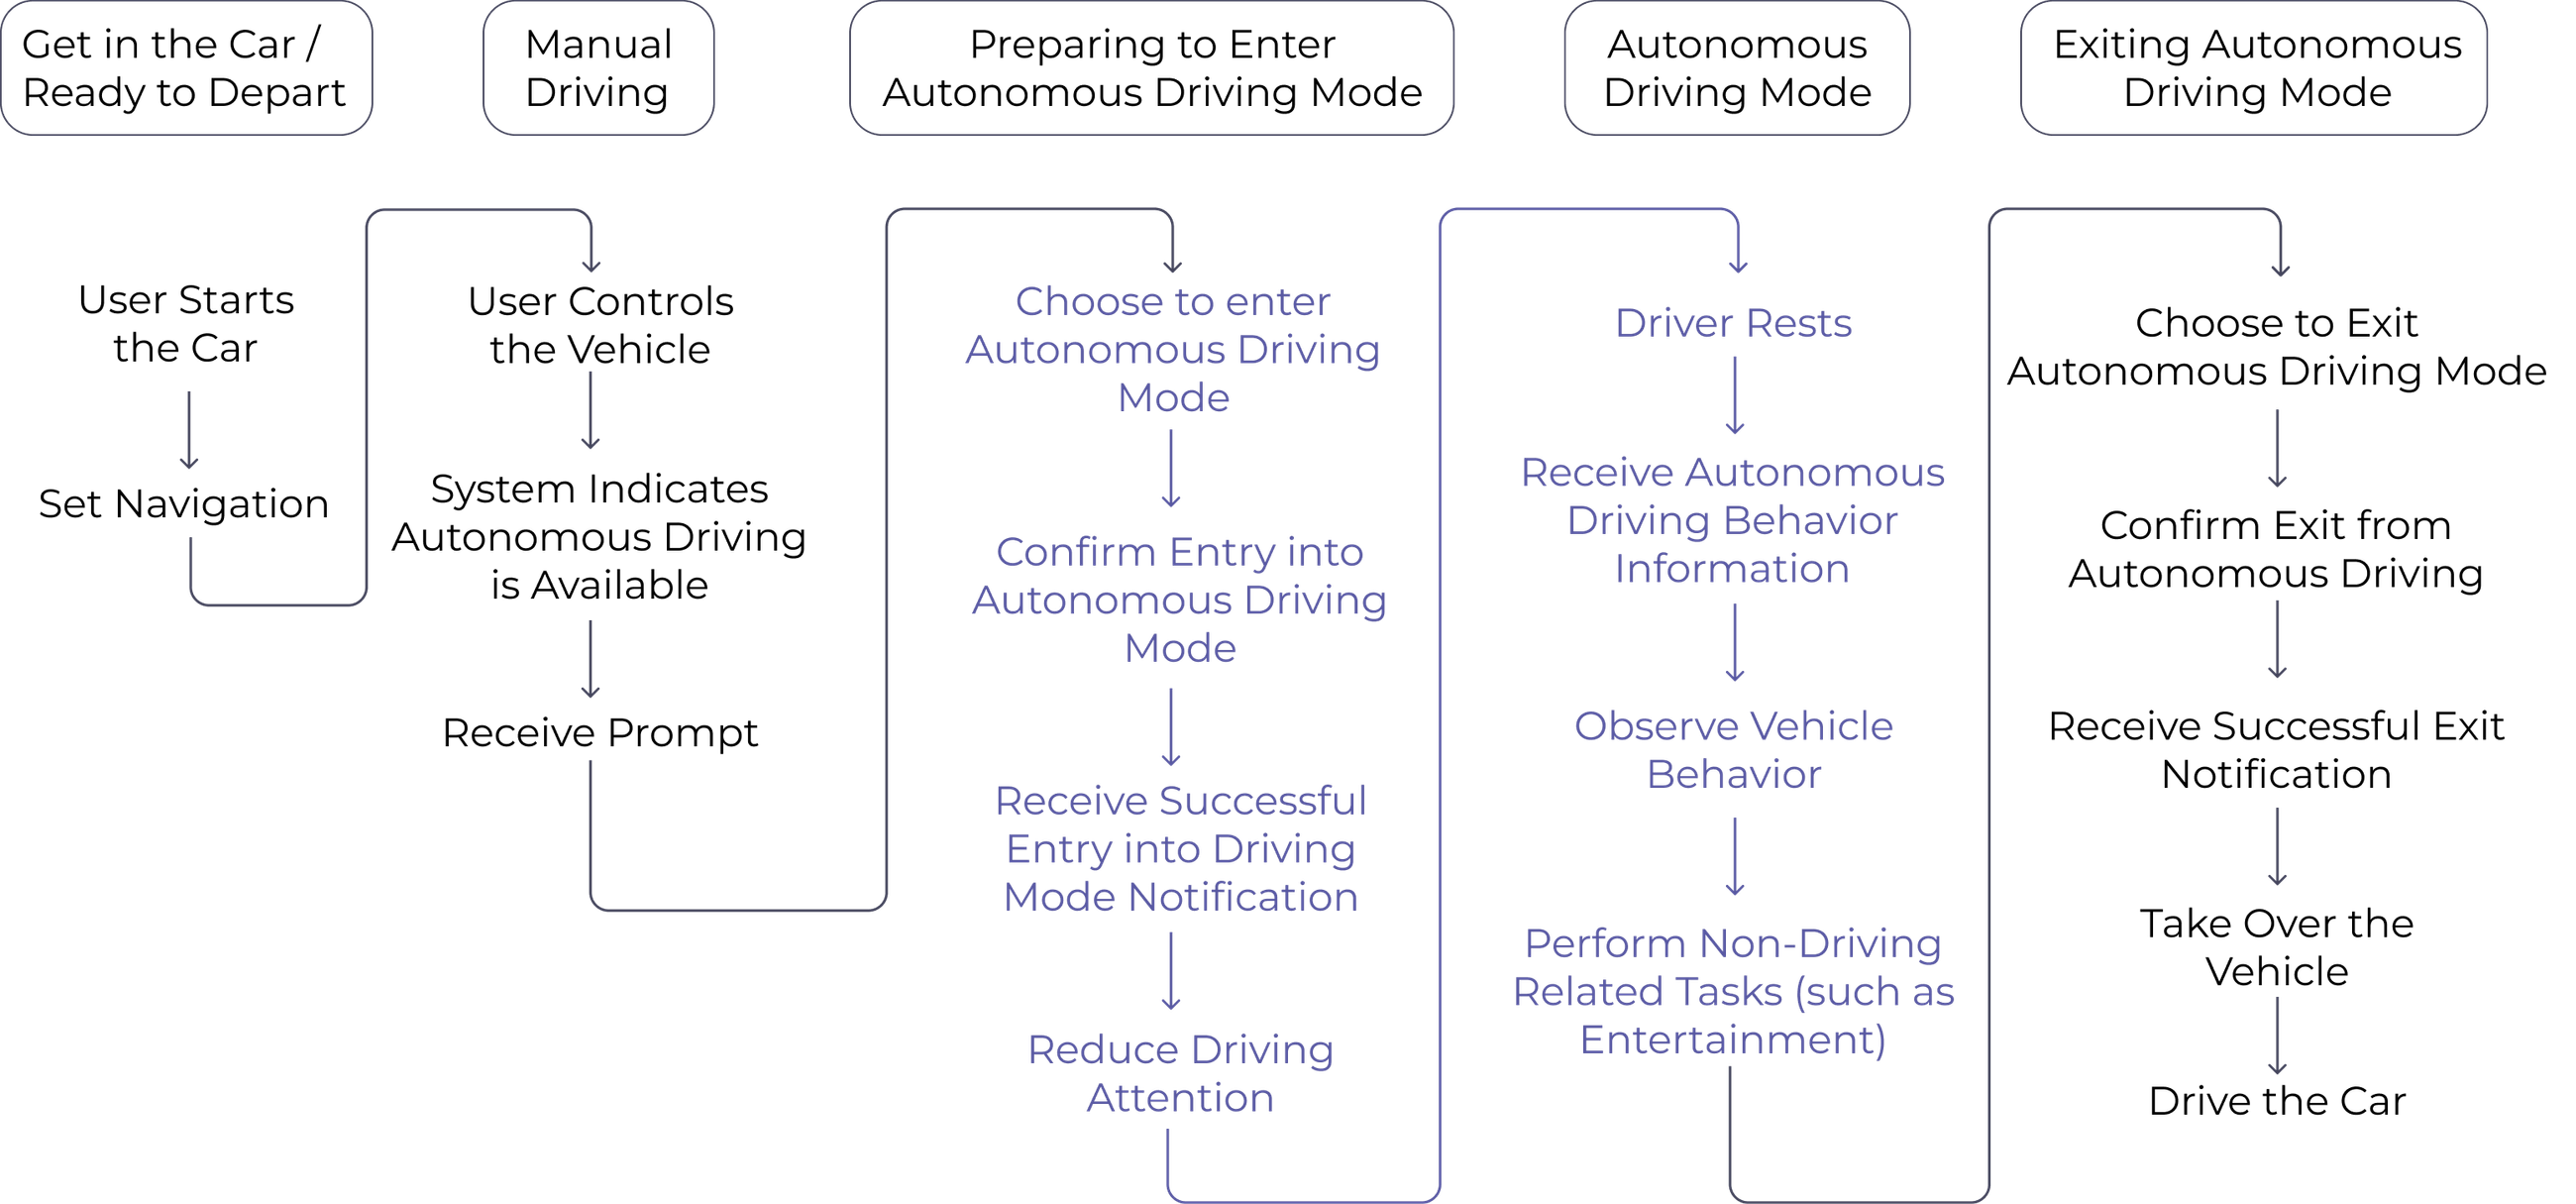 Get in the Car /
Ready to Depart
Manual
Driving
Preparing to Enter
Autonomous Driving Mode
Autonomous
Driving Mode
Exiting Autonomous
Driving Mode
User Starts
the Car
Set Navigation
User Controls
the Vehicle
System Indicates
Autonomous Driving
is Available
Receive Prompt
Choose to enter
Autonomous Driving
Mode
Confirm Entry into
Autonomous Driving
Mode
Receive Successful
Entry into Driving
Mode Notification
Reduce Driving
Attention
Driver Rests
Receive Autonomous
Driving Behavior
Information
Observe Vehicle
Behavior
Perform Non-Driving
Related Tasks (such as
Entertainment)
Choose to Exit
Autonomous Driving Mode
Confirm Exit from
Autonomous Driving
Receive Successful Exit
Notification
Take Over the
Vehicle
Drive the Car